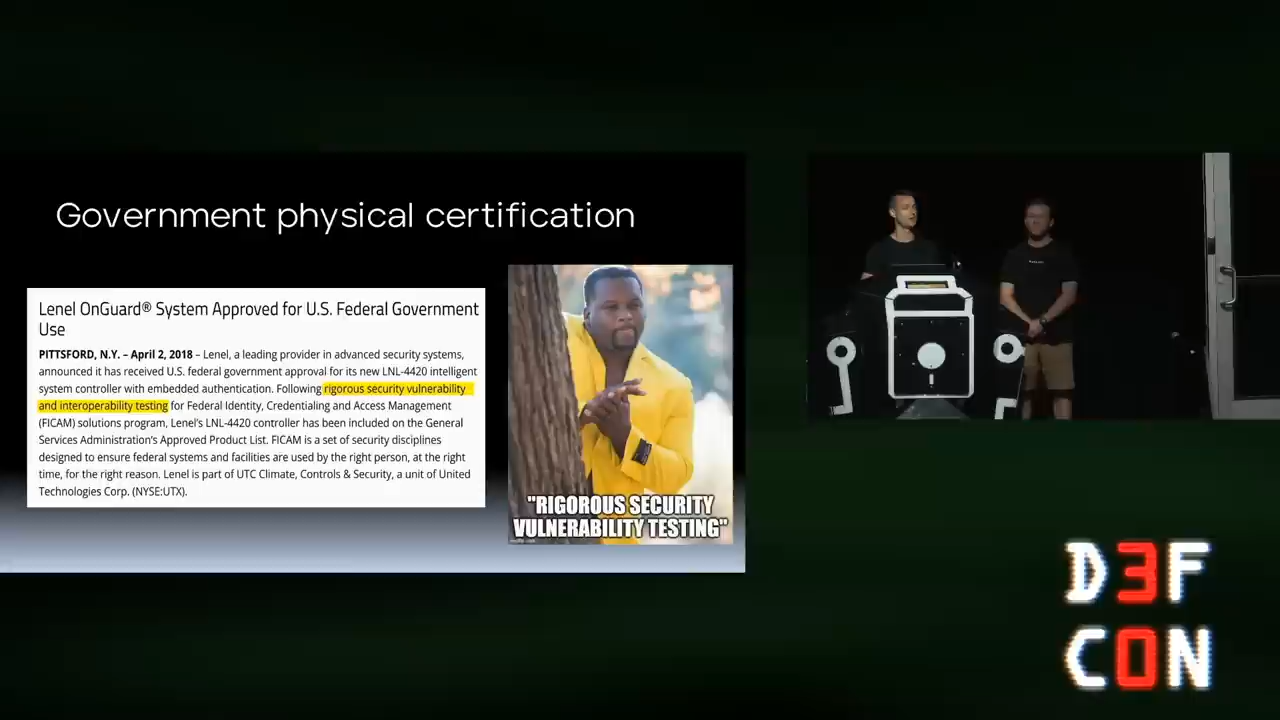 Government physical certification
Lenel OnGuard® System Approved for U.S. Federal Government
Use
PITTSFORD, N.Y. – April 2, 2018 – Lenel, a leading provider in advanced security systems,
announced it has received U.S. federal government approval for its new LNL-4420 intelligent
system controller with embedded authentication. Following rigorous security vulnerability
and interoperability testing for Federal Identity, Credentialing and Access Management
(FICAM) solutions program, Lenel's LNL-4420 controller has been included on the General
Services Administration's Approved Product List. FICAM is a set of security disciplines
designed to ensure federal systems and facilities are used by the right person, at the right
time, for the right reason. Lenel is part of UTC Climate, Controls & Security, a unit of United
Technologies Corp. (NYSE:UTX).
"RIGOROUS SECURITY
VULNERABILITY TESTING"
D3F
C0N